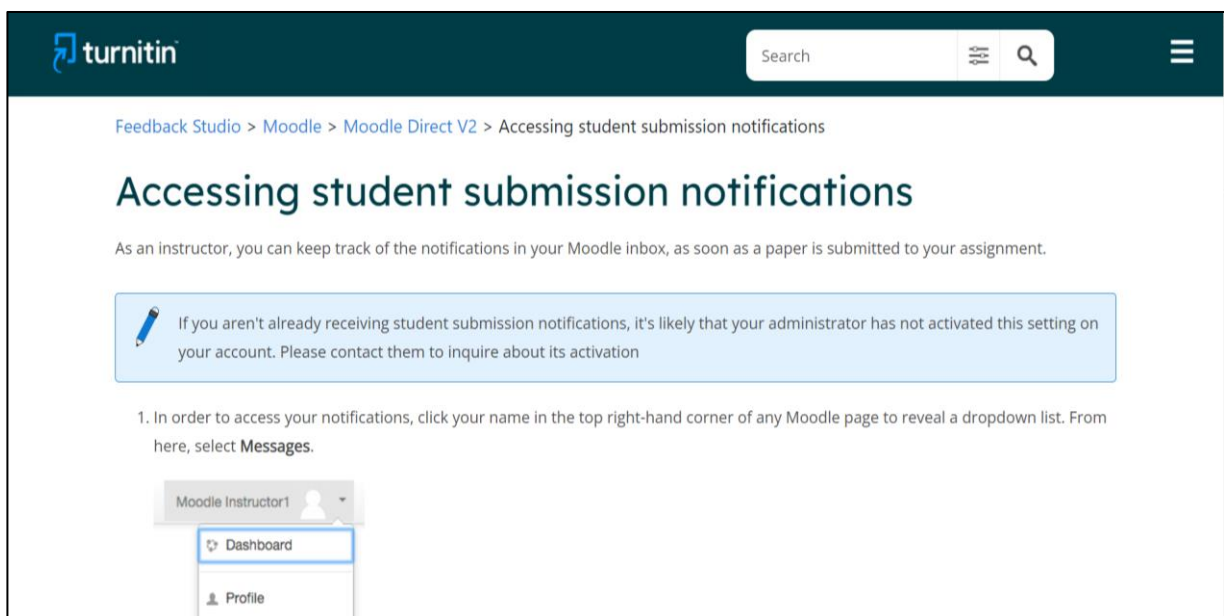 turnitin
Search
Feedback Studio > Moodle > Moodle Direct V2 > Accessing student submission notifications
Accessing student submission notifications
As an instructor, you can keep track of the notifications in your Moodle inbox, as soon as a paper is submitted to your assignment.
If you aren't already receiving student submission notifications, it's likely that your administrator has not activated this setting on
your account. Please contact them to inquire about its activation
1. In order to access your notifications, click your name in the top right-hand corner of any Moodle page to reveal a dropdown list. From
here, select Messages.
Moodle Instructor1
Dashboard
Profile